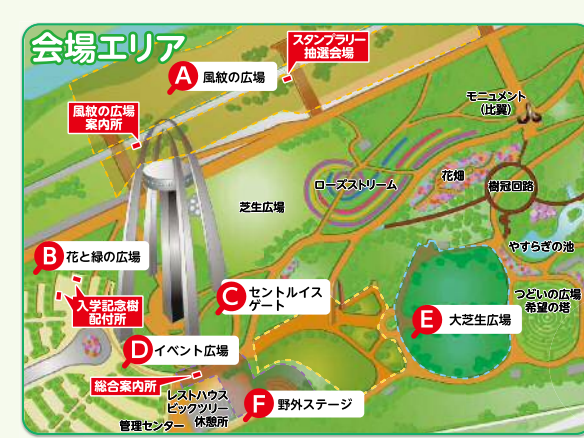 会場エリア
スタンプラリー
抽選会場
A 風紋の広場
風紋の広場
案内所
モニュメント
(比翼)
花畑
樹冠回路
ローズストリーム
芝生広場
やすらぎの池
B 花と緑の広場
入学記念樹
配付所
C セントルイス
ゲート
つどいの広場
希望の塔
E 大芝生広場
D イベント広場
総合案内所
レストハウス
ビックツリー
休憩所
管理センター
F 野外ステージ